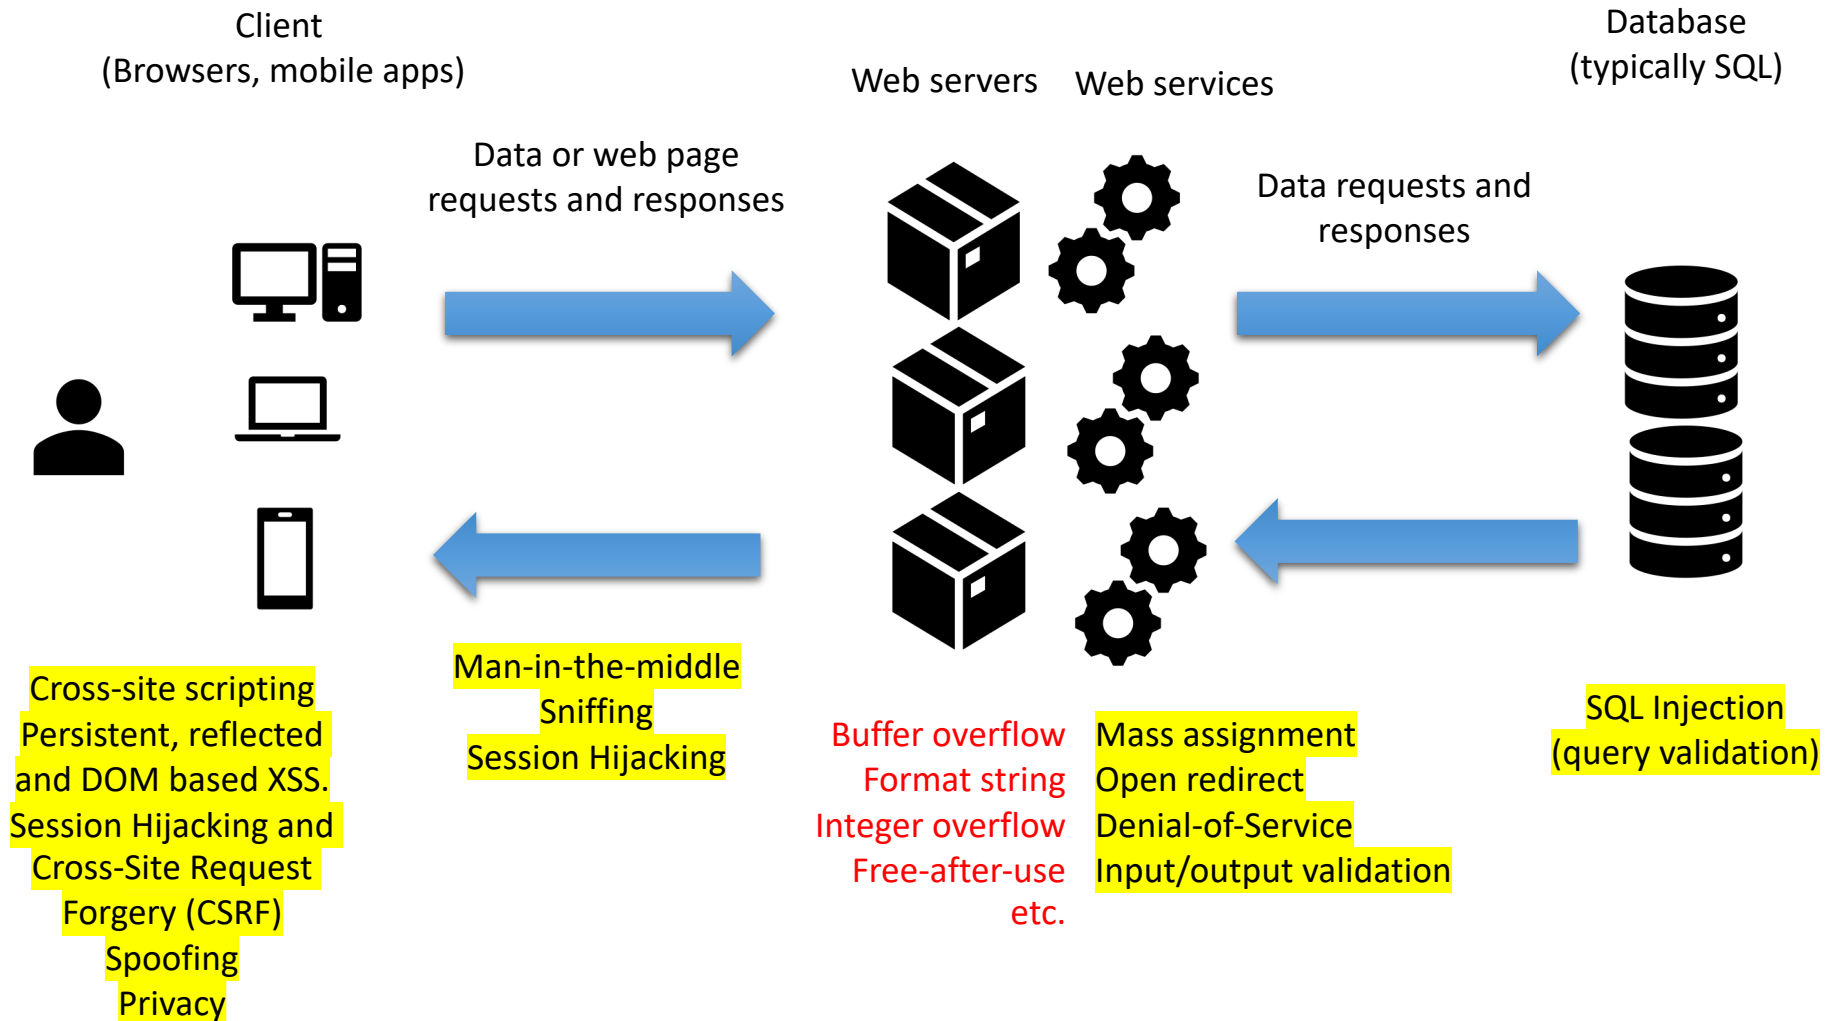 Client
(Browsers, mobile apps)
Web servers
Web services
Database
(typically SQL)
Data or web page
requests and responses
Data requests and
responses
Cross-site scripting
Persistent, reflected
and DOM based XSS.
Session Hijacking and
Cross-Site Request
Forgery (CSRF)
Spoofing
Privacy
Man-in-the-middle
Sniffing
Session Hijacking
Buffer overflow
Format string
Integer overflow
Free-after-use
etc.
Mass assignment
Open redirect
Denial-of-Service
Input/output validation
SQL Injection
(query validation)